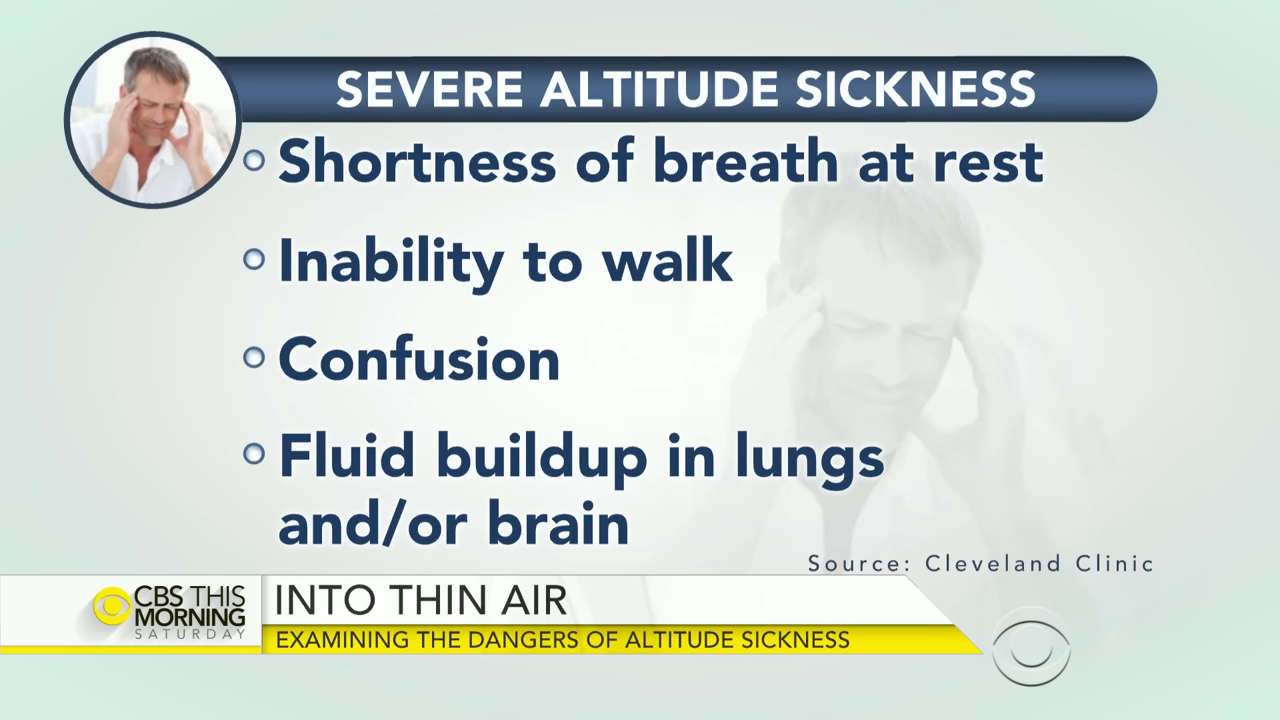 SEVERE ALTITUDE SICKNESS
Shortness of breath at rest
Inability to walk
Confusion
Fluid buildup in lungs
and/or brain
Source: Cleveland Clinic
CBS THIS
MORNING
SATURDAY
INTO THIN AIR
EXAMINING THE DANGERS OF ALTITUDE SICKNESS